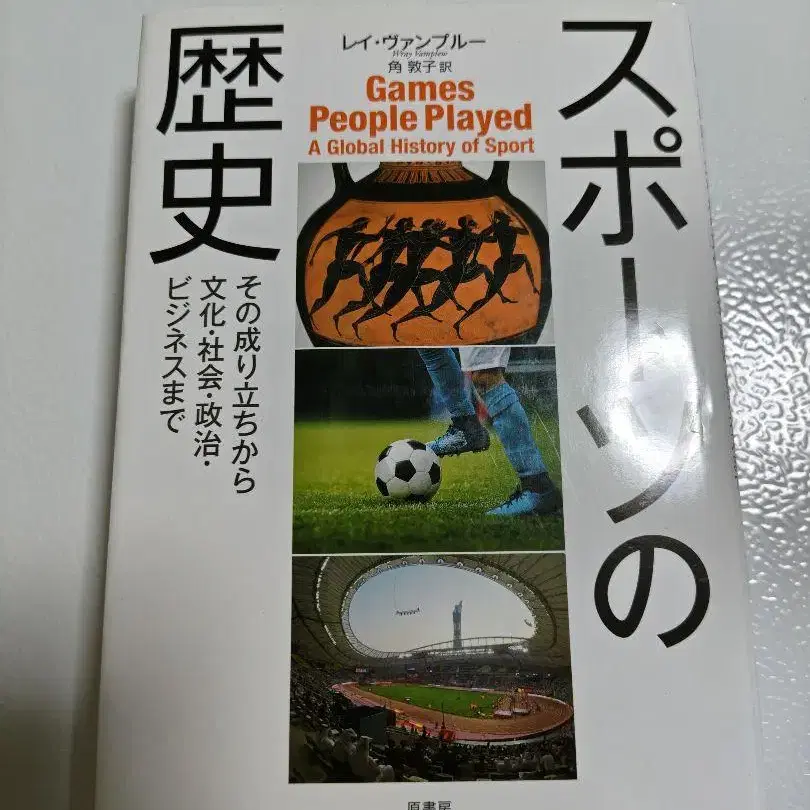 スポーツの
歴史
その成り立ちから
文化・社会・政治・
ビジネスまで
レイ・ヴァンプルー
Wray Vamplew
角 敦子 訳
Games
People Played
A Global History of Sport
原書房